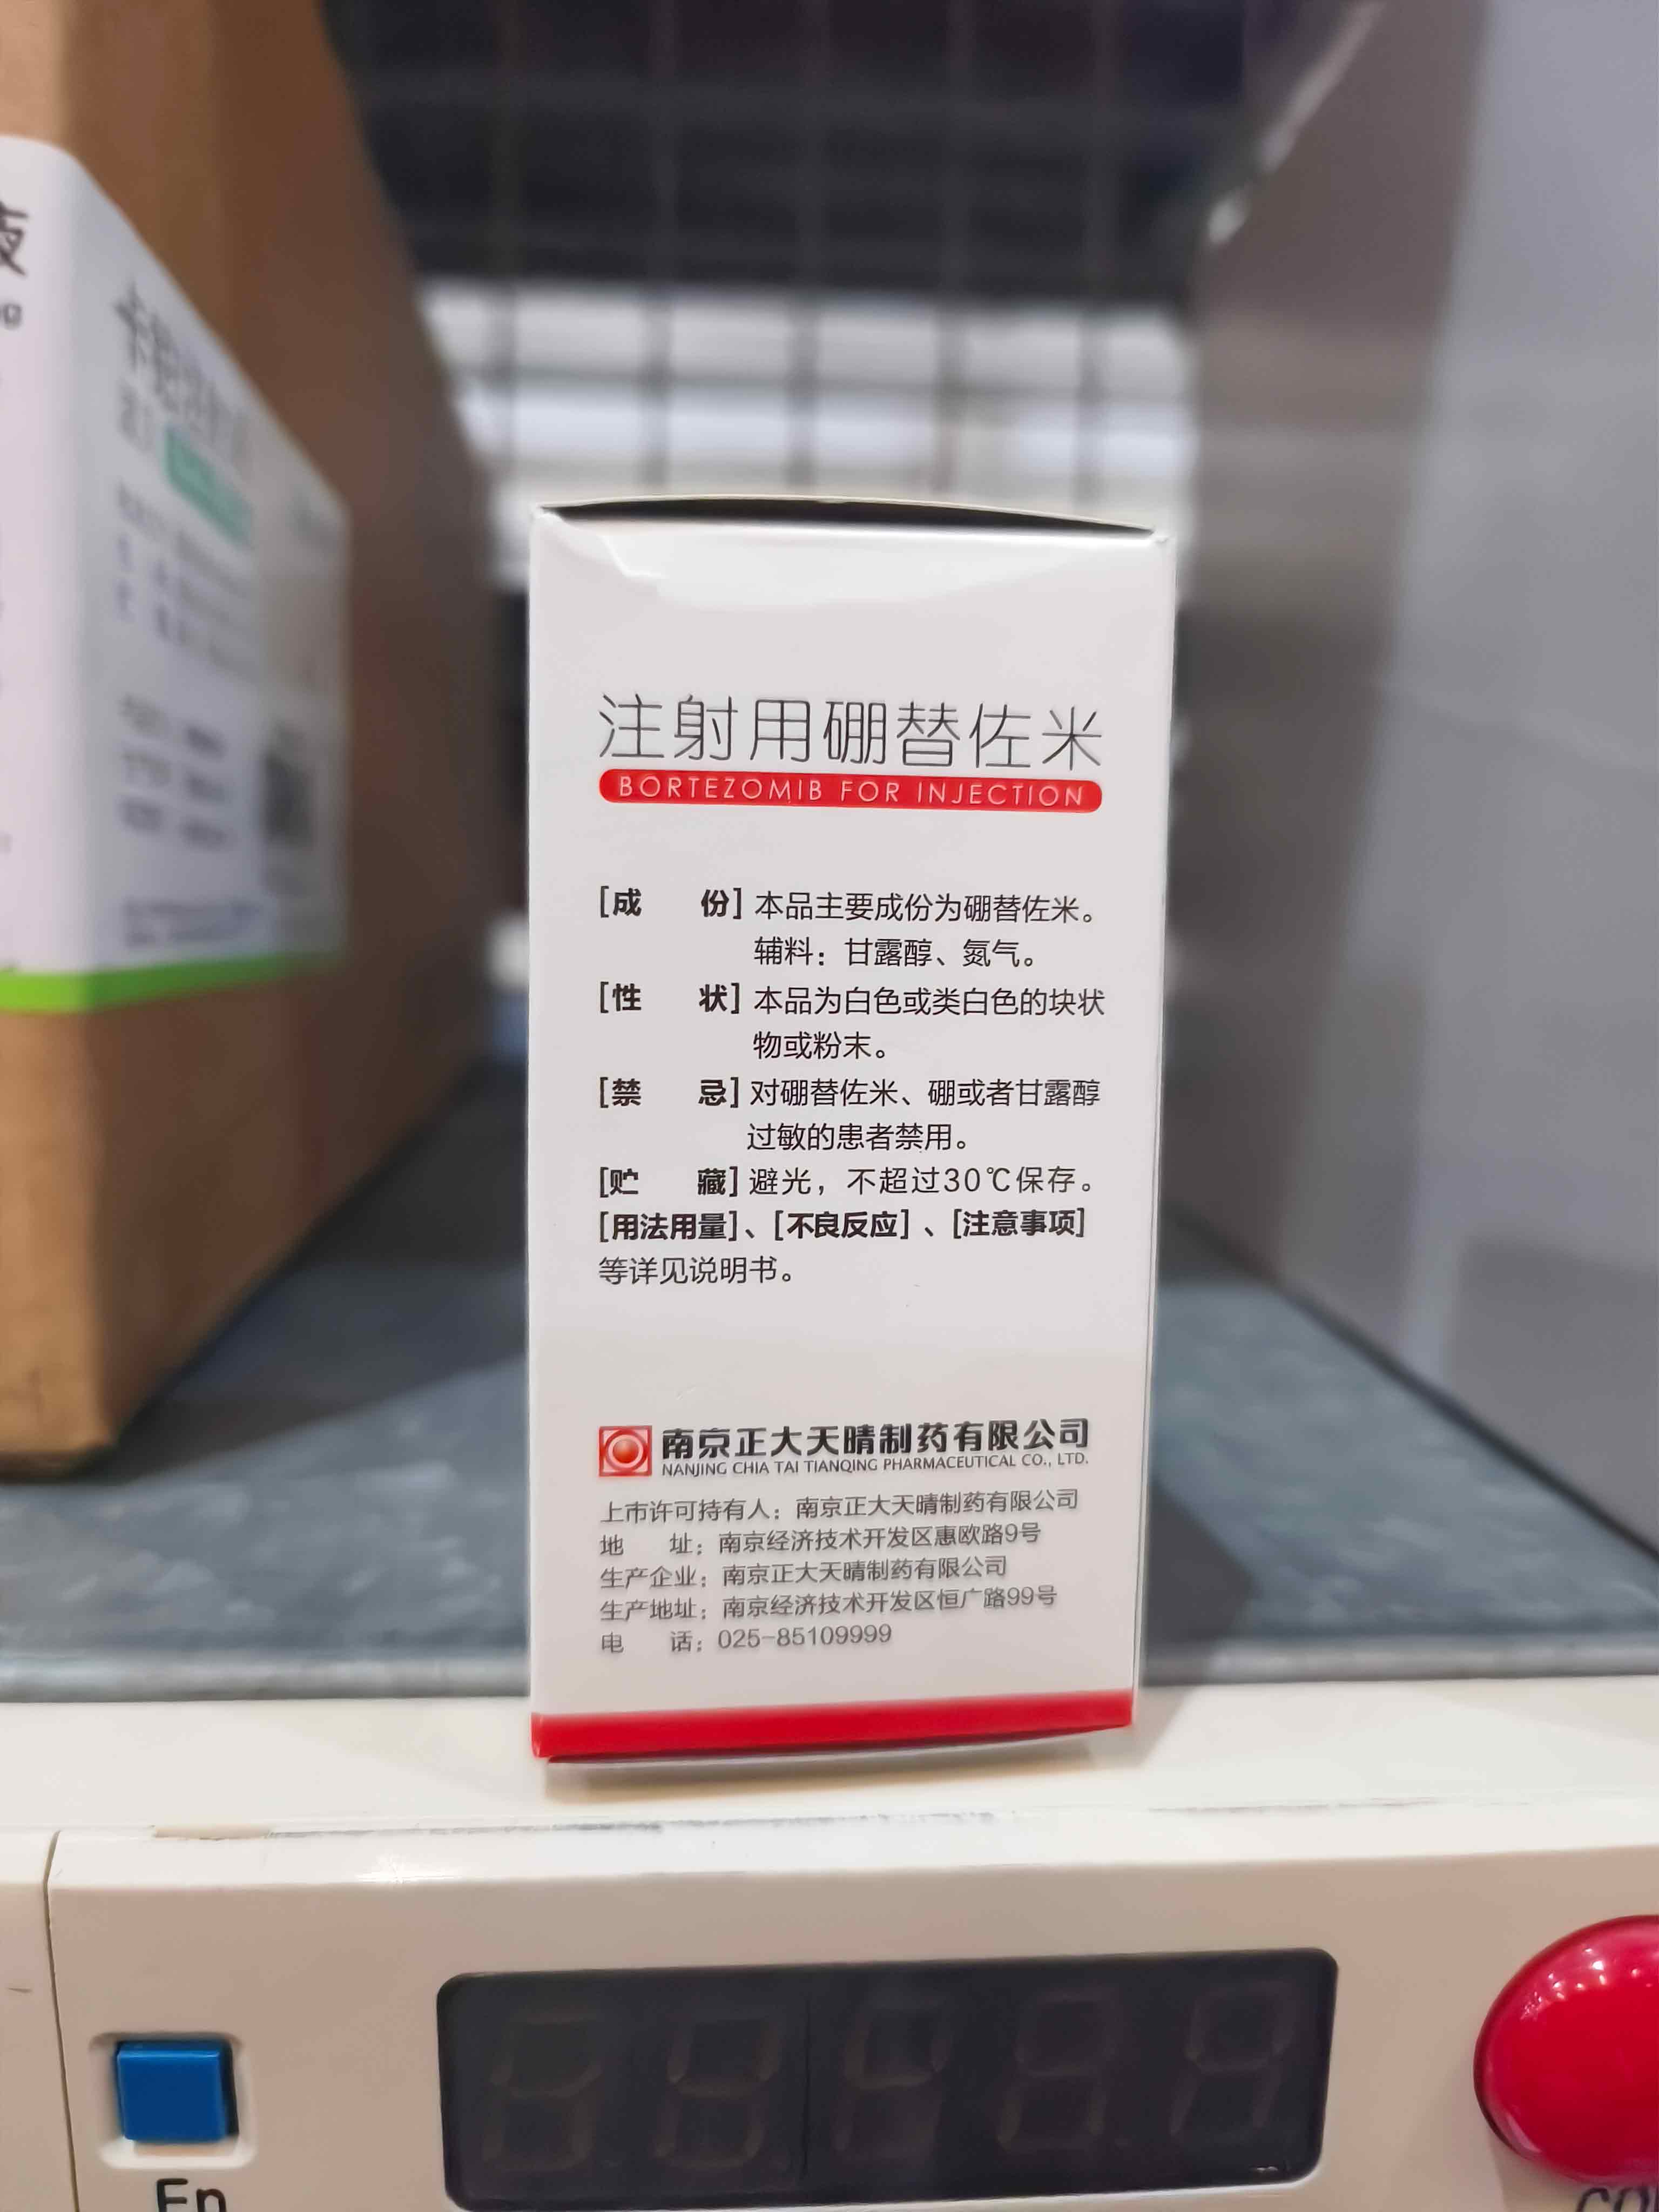 注射用硼替佐米
BORTEZOMIB FOR INJECTION
[成 份] 本品主要成份为硼替佐米。
辅料：甘露醇、氮气。
[性 状] 本品为白色或类白色的块状
物或粉末。
[禁 忌] 对硼替佐米、硼或者甘露醇
过敏的患者禁用。
[贮 藏] 避光，不超过30℃保存。
[用法用量]、[不良反应]、[注意事项]
等详见说明书。
南京正大天晴制药有限公司
NANJING CHIA TAI TIANQING PHARMACEUTICAL CO., LTD.
上市许可持有人：南京正大天晴制药有限公司
地 址：南京经济技术开发区惠欧路9号
生产企业：南京正大天晴制药有限公司
生产地址：南京经济技术开发区恒广路99号
电 话：025-85109999
En